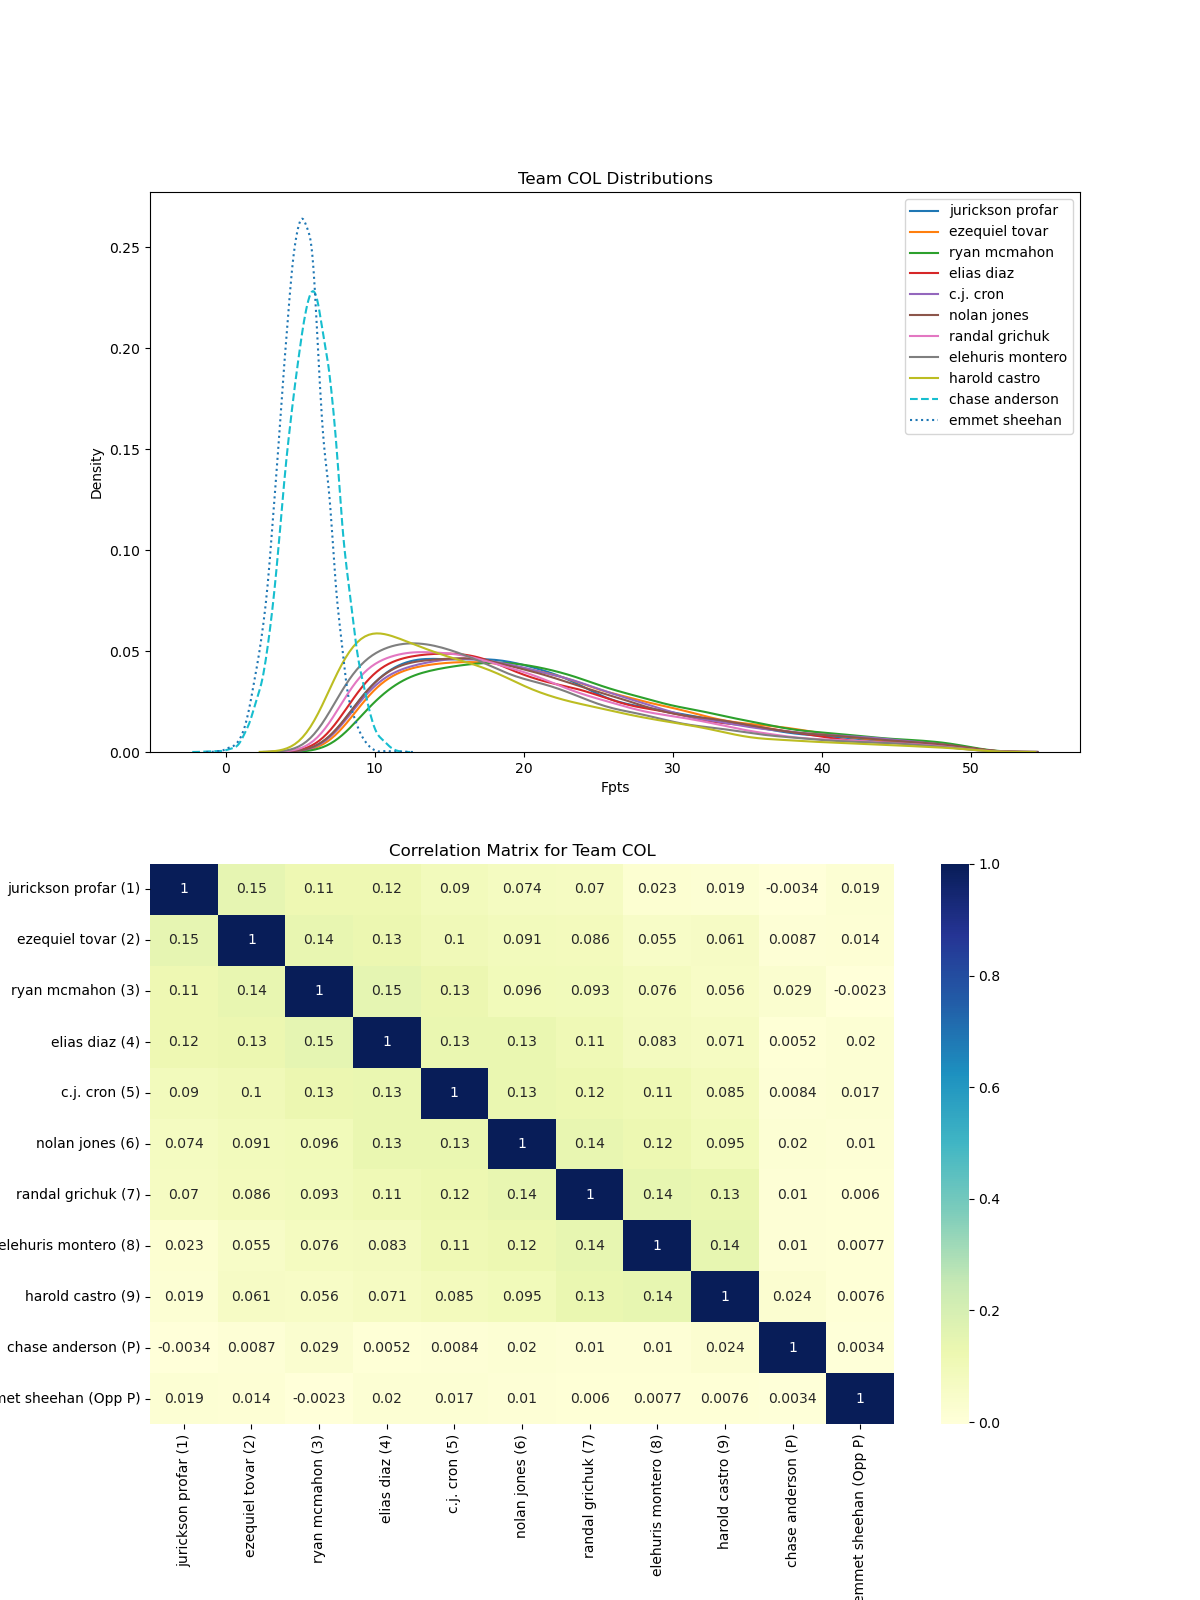 Team COL Distributions
jurickson profar
ezequiel tovar
ryan mcmahon
elias diaz
c.j. cron
nolan jones
randal grichuk
elehuris montero
harold castro
chase anderson
emmet sheehan
Density
0.25
0.20
0.15
0.10
0.05
0.00
0 10 20 30 40 50
Fpts
Correlation Matrix for Team COL
jurickson profar (1) 1 0.15 0.11 0.12 0.09 0.074 0.07 0.023 0.019 -0.0034 0.019
ezequiel tovar (2) 0.15 1 0.14 0.13 0.1 0.091 0.086 0.055 0.061 0.0087 0.014
ryan mcmahon (3) 0.11 0.14 1 0.15 0.13 0.096 0.093 0.076 0.056 0.029 -0.0023
elias diaz (4) 0.12 0.13 0.15 1 0.13 0.13 0.11 0.083 0.071 0.0052 0.02
c.j. cron (5) 0.09 0.1 0.13 0.13 1 0.13 0.12 0.11 0.085 0.0084 0.017
nolan jones (6) 0.074 0.091 0.096 0.13 0.13 1 0.14 0.12 0.095 0.02 0.01
randal grichuk (7) 0.07 0.086 0.093 0.11 0.12 0.14 1 0.14 0.13 0.01 0.006
elehuris montero (8) 0.023 0.055 0.076 0.083 0.11 0.12 0.14 1 0.14 0.01 0.0077
harold castro (9) 0.019 0.061 0.056 0.071 0.085 0.095 0.13 0.14 1 0.024 0.0076
chase anderson (P) -0.0034 0.0087 0.029 0.0052 0.0084 0.02 0.01 0.01 0.024 1 0.0034
met sheehan (Opp P) 0.019 0.014 -0.0023 0.02 0.017 0.01 0.006 0.0077 0.0076 0.0034 1
jurickson profar (1)
ezequiel tovar (2)
ryan mcmahon (3)
elias diaz (4)
c.j. cron (5)
nolan jones (6)
randal grichuk (7)
elehuris montero (8)
harold castro (9)
chase anderson (P)
emmet sheehan (Opp P)
1.0
0.8
0.6
0.4
0.2
0.0